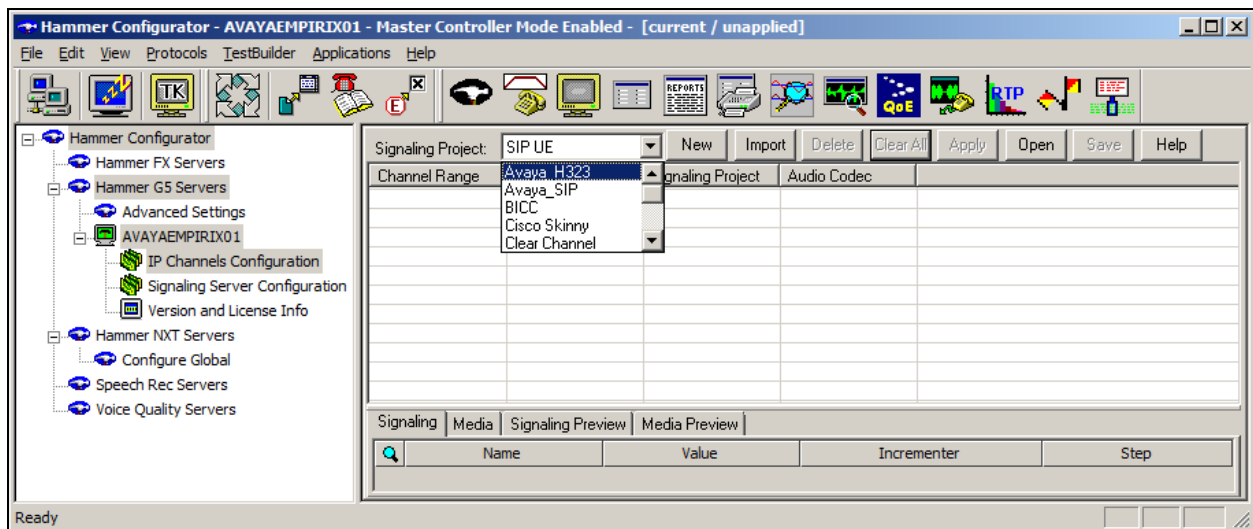 Hammer Configurator - AVAYAEMPIRIX01 - Master Controller Mode Enabled - [current / unapplied]
File Edit View Protocols TestBuilder Applications Help
TK E REPORTS QoE RTP
Hammer Configurator
Hammer FX Servers
Hammer G5 Servers
Advanced Settings
AVAYAEMPIRIX01
IP Channels Configuration
Signaling Server Configuration
Version and License Info
Hammer NXT Servers
Configure Global
Speech Rec Servers
Voice Quality Servers
Signaling Project: SIP UE New Import Delete Clear All Apply Open Save Help
Channel Range gnaling Project Audio Codec
Avaya_H323
Avaya_SIP
BICC
Cisco Skinny
Clear Channel
Signaling Media Signaling Preview Media Preview
Name Value Incrementer Step
Ready